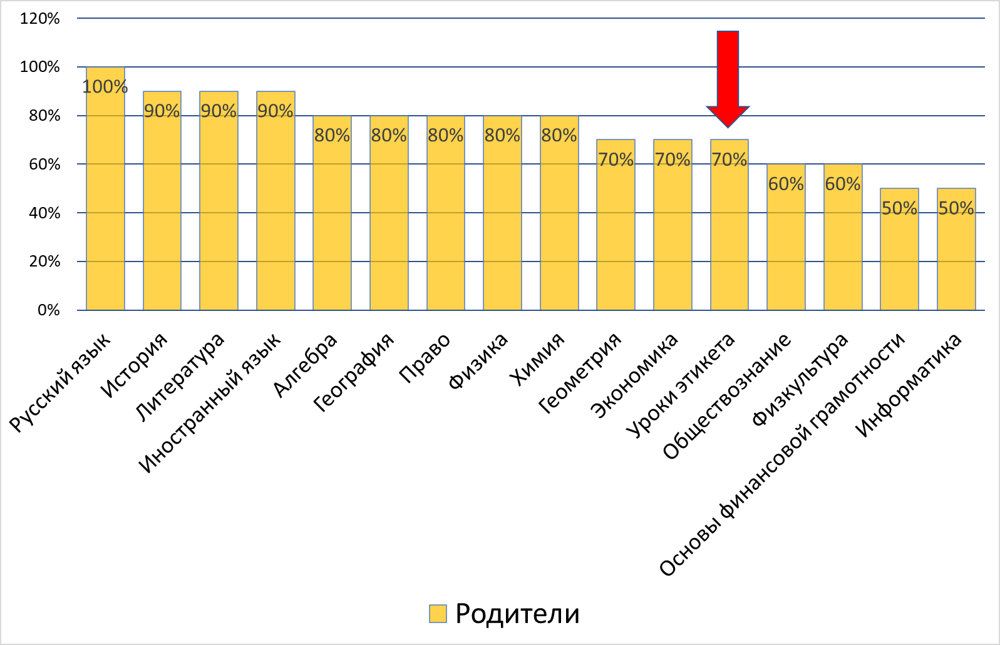 120%
100%
80%
60%
40%
20%
0%
100%
90%
90%
90%
80%
80%
80%
80%
80%
70%
70%
70%
60%
60%
50%
50%
Русский язык
История
Литература
Иностранный язык
Алгебра
География
Право
Физика
Химия
Геометрия
Экономика
Уроки этикета
Обществознание
Физкультура
Основы финансовой грамотности
Информатика
Родители